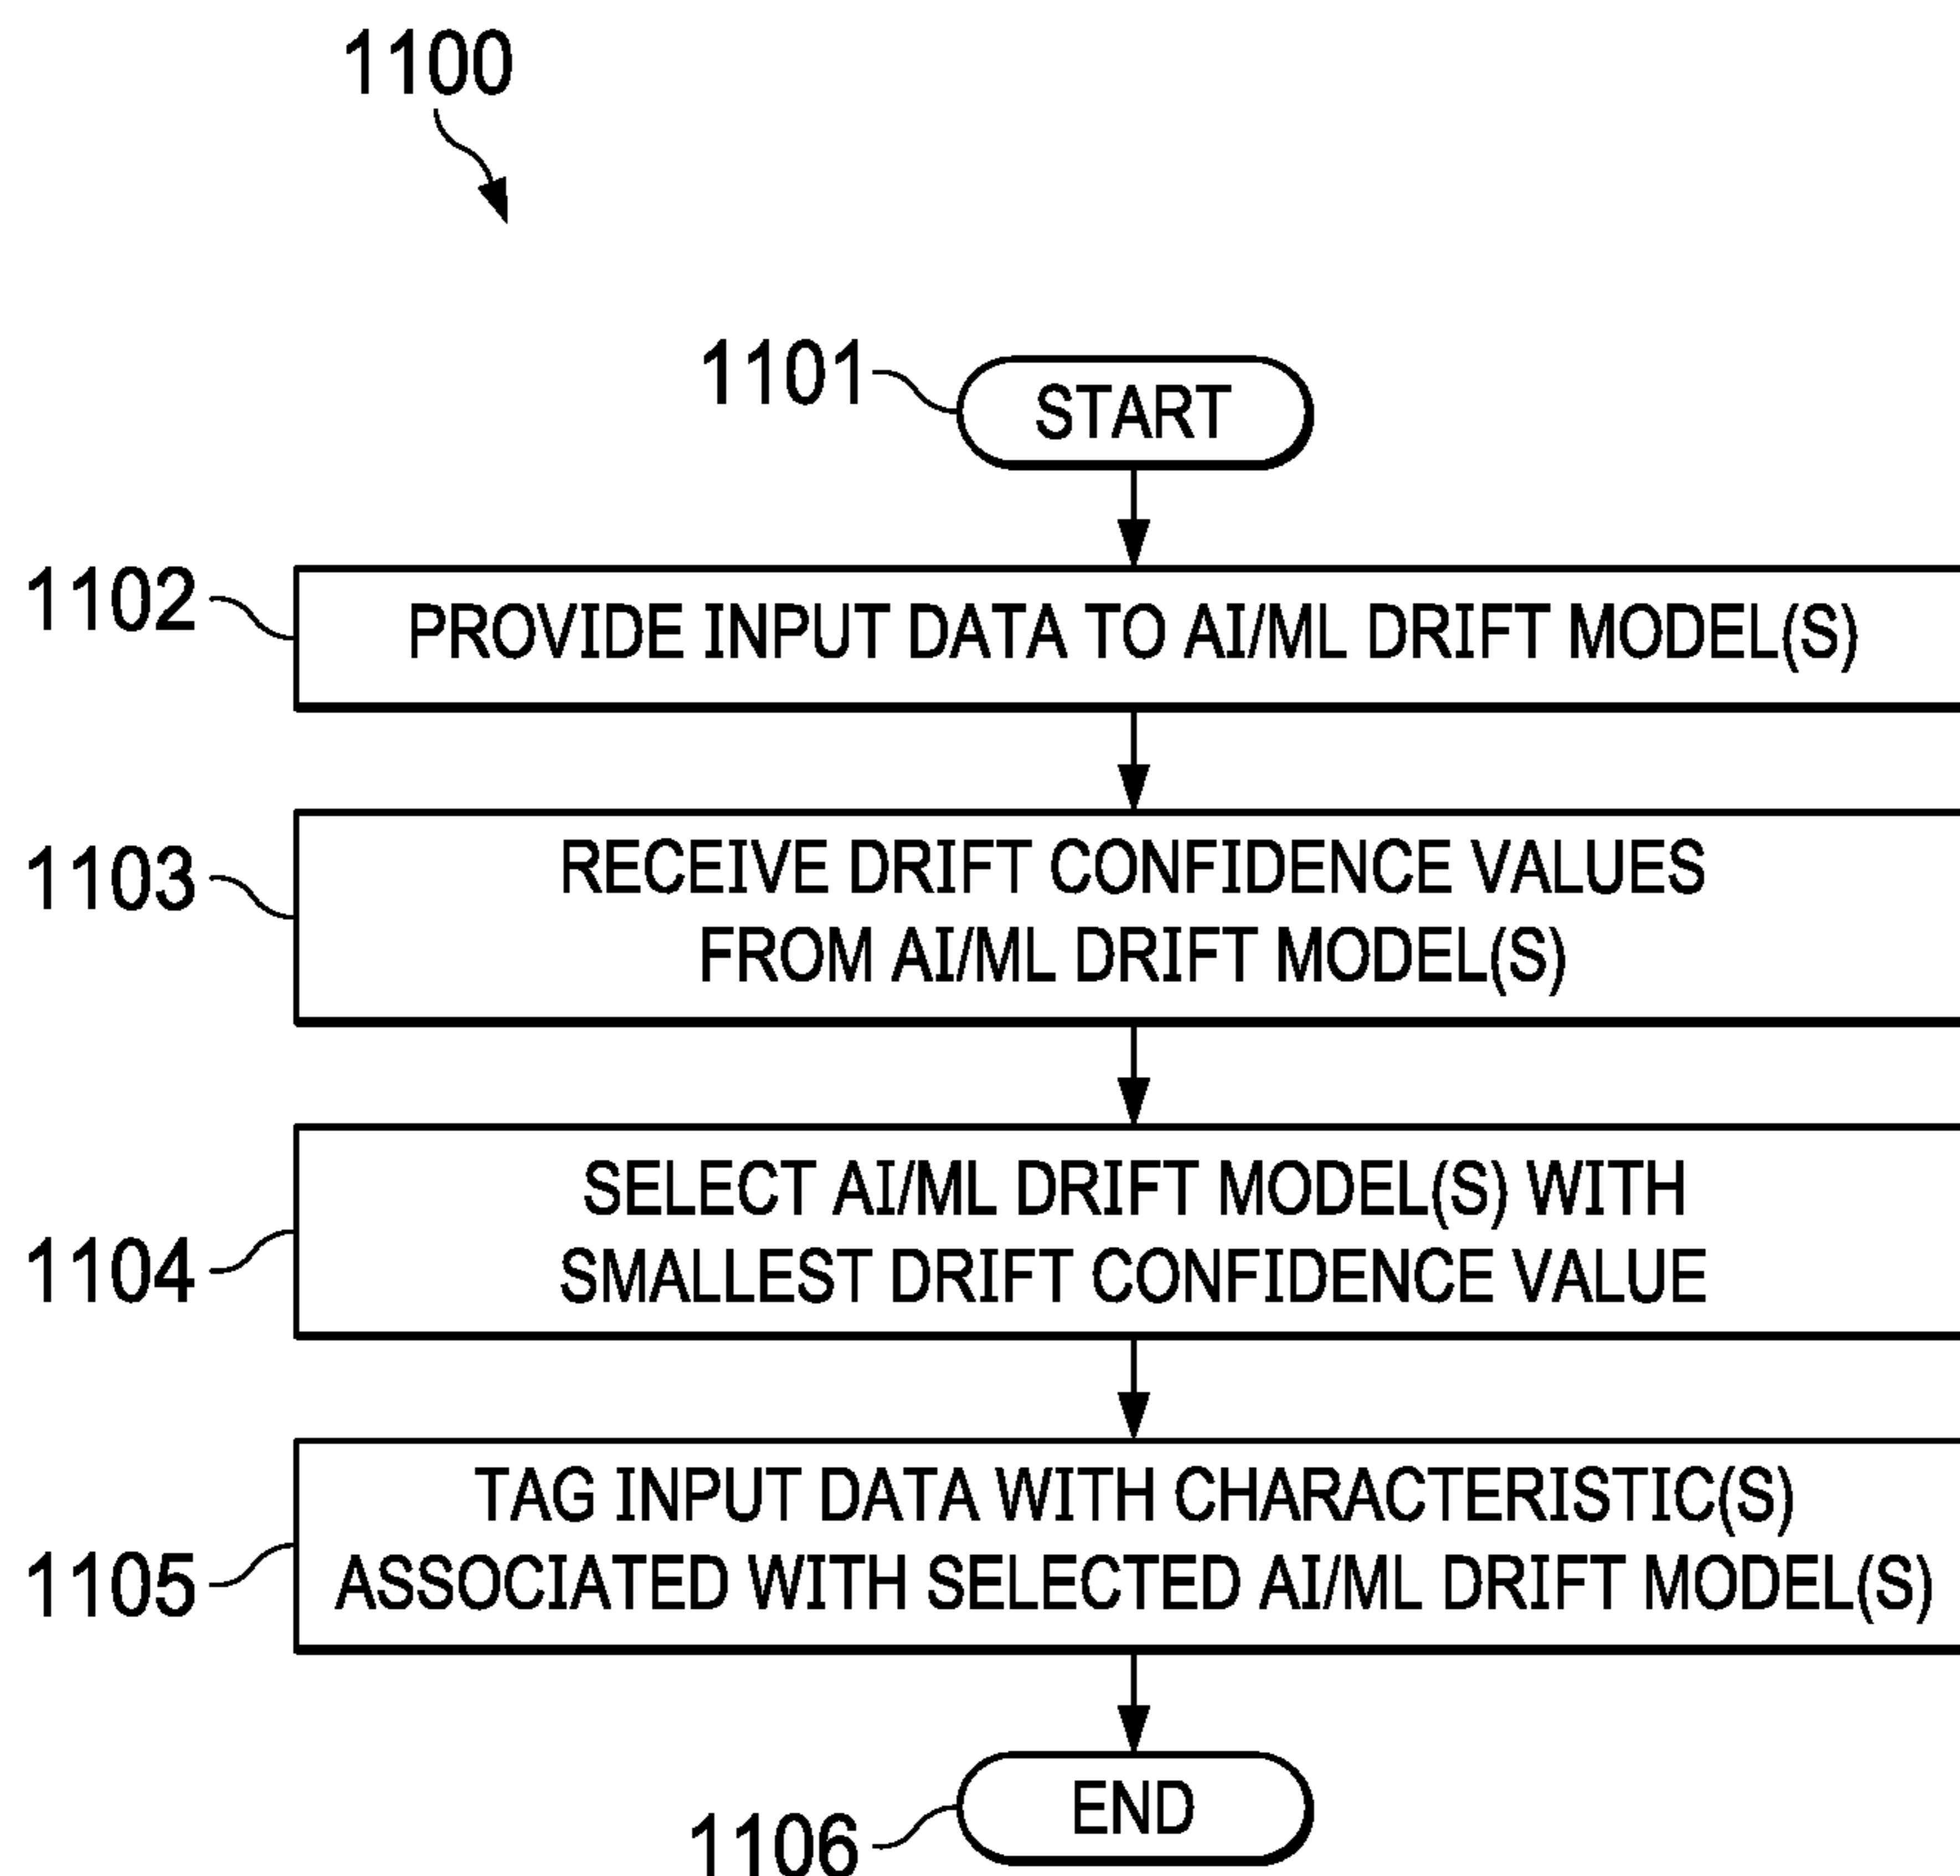 1100
1101
START
1102
PROVIDE INPUT DATA TO AI/ML DRIFT MODEL(S)
1103
RECEIVE DRIFT CONFIDENCE VALUES
FROM AI/ML DRIFT MODEL(S)
1104
SELECT AI/ML DRIFT MODEL(S) WITH
SMALLEST DRIFT CONFIDENCE VALUE
1105
TAG INPUT DATA WITH CHARACTERISTIC(S)
ASSOCIATED WITH SELECTED AI/ML DRIFT MODEL(S)
1106
END